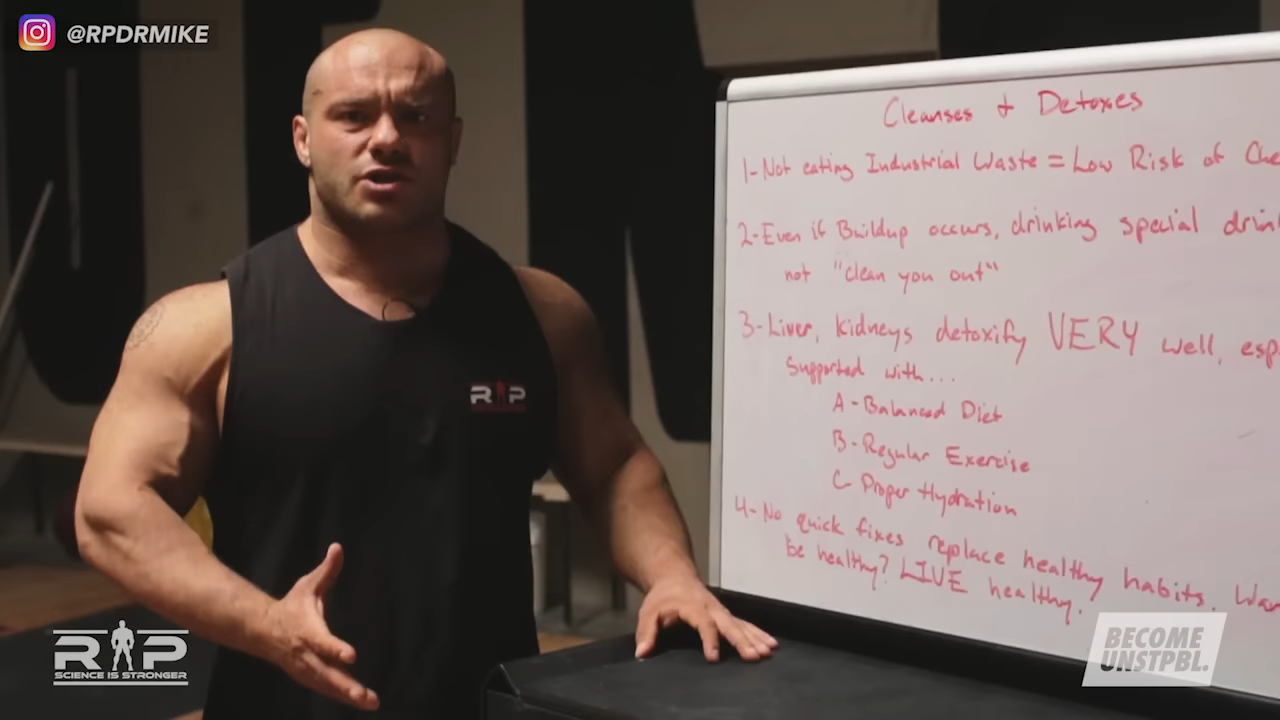 @RPDRMIKE
Cleanses + Detoxes
1-Not eating Industrial Waste = Low Risk of
2-Even if Buildup occurs, drinking special
not "clean you out"
3-Liver, kidneys detoxify VERY well,
Supported with...
A-Balanced Diet
B-Regular Exercise
C-Proper Hydration
4-No quick fixes replace healthy habits.
be healthy? LIVE healthy.
RP
RP
SCIENCE IS STRONGER
BECOME
UNSTPBL.